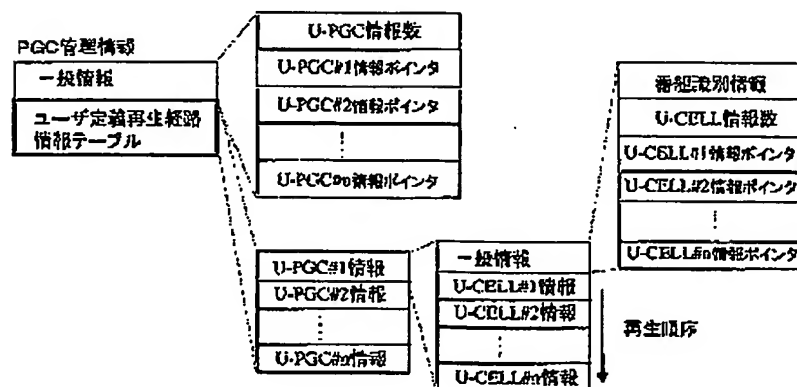 PGC管理情報
一般情報
ユーザ定義再生経路
情報テーブル
U-PGC情報数
U-PGC#1情報ポインタ
U-PGC#2情報ポインタ
⋮
U-PGC#n情報ポインタ
U-PGC#1情報
U-PGC#2情報
⋮
U-PGC#n情報
一般情報
U-CELL#1情報
U-CELL#2情報
⋮
U-CELL#n情報
番組識別情報
U-CELL情報数
U-CELL#1情報ポインタ
U-CELL#2情報ポインタ
⋮
U-CELL#n情報ポインタ
再生順序